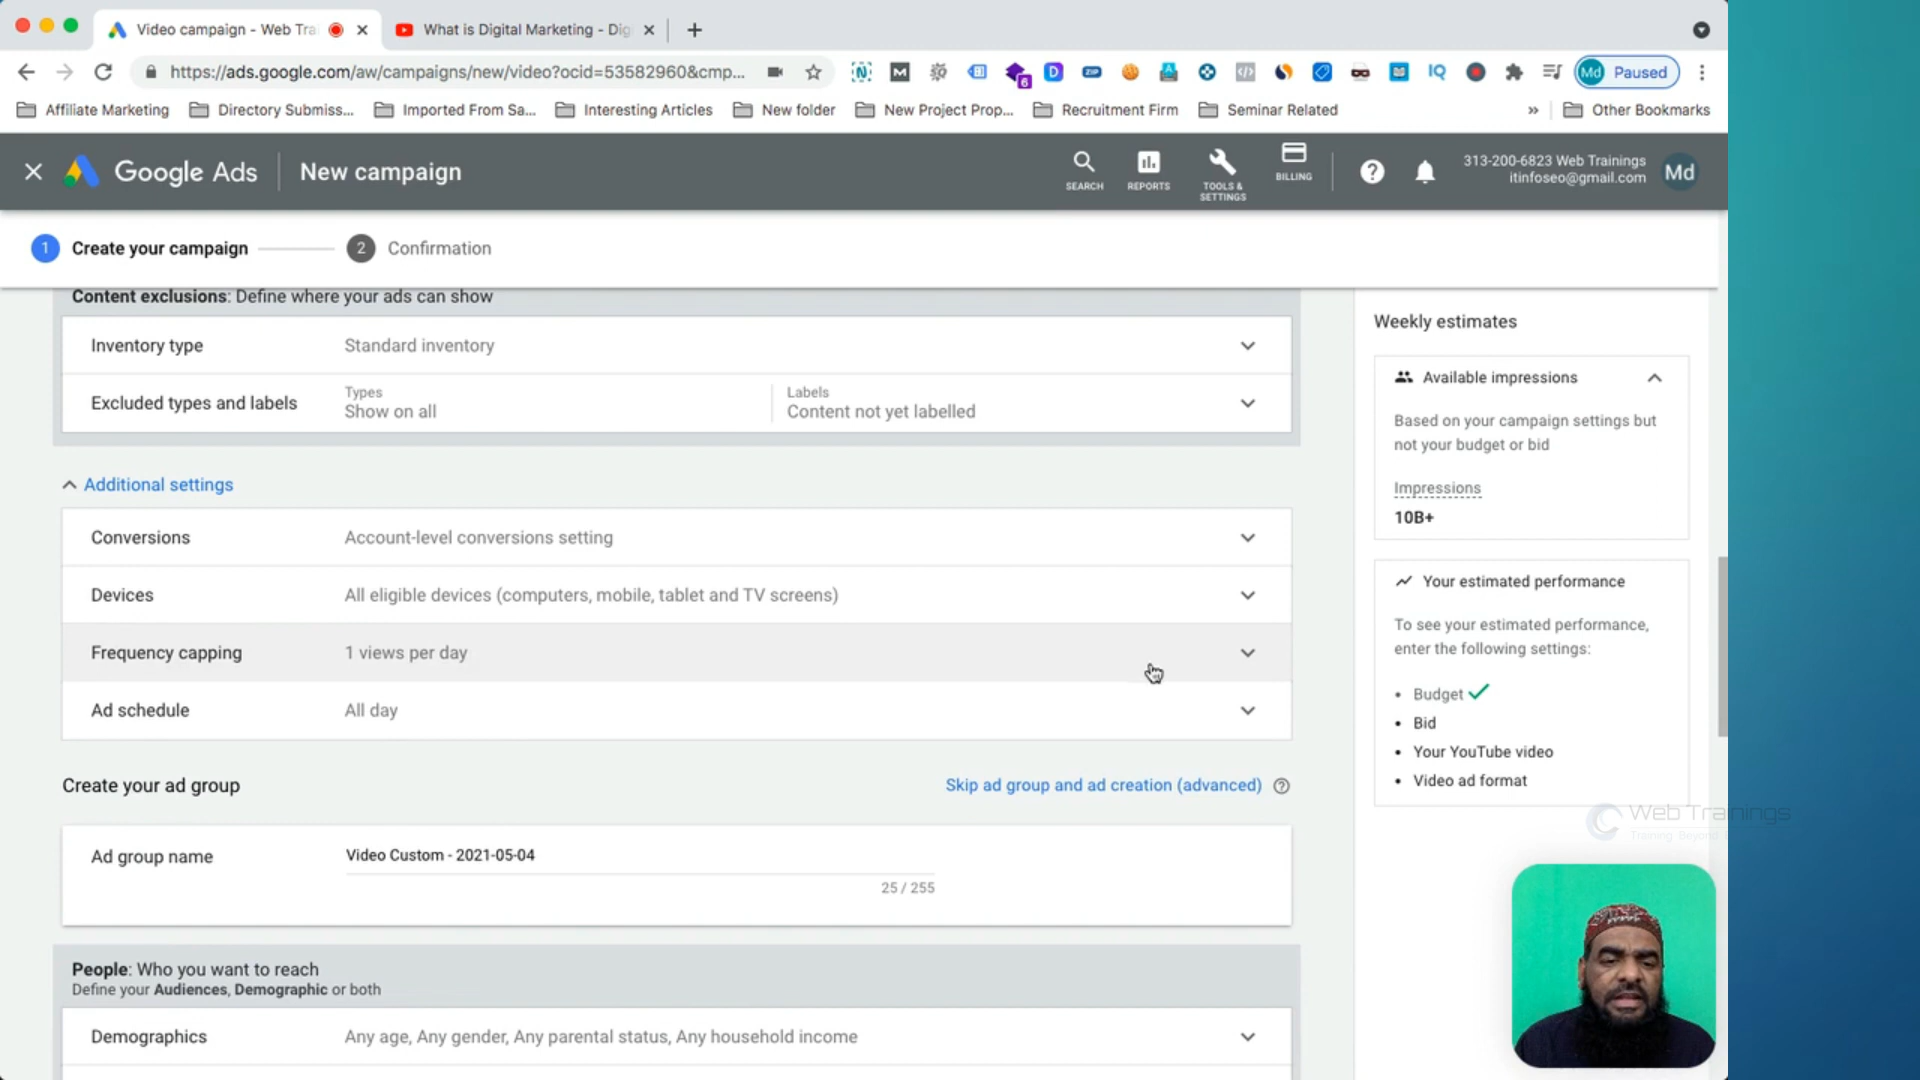 Video campaign - Web Tra
What is Digital Marketing - Dig
https://ads.google.com/aw/campaigns/new/video?ocid=53582960&cmp...
ZIP
IQ
6
Md Paused
Affiliate Marketing
Directory Submiss...
Imported From Sa...
Interesting Articles
New folder
New Project Prop...
Recruitment Firm
Seminar Related
»
Other Bookmarks
Google Ads
New campaign
SEARCH
REPORTS
TOOLS &
SETTINGS
BILLING
313-200-6823 Web Trainings
itinfoseo@gmail.com
Md
1 Create your campaign
2 Confirmation
Content exclusions: Define where your ads can show
Inventory type
Standard inventory
Excluded types and labels
Types
Show on all
Labels
Content not yet labelled
Additional settings
Conversions
Account-level conversions setting
Devices
All eligible devices (computers, mobile, tablet and TV screens)
Frequency capping
1 views per day
Ad schedule
All day
Create your ad group
Skip ad group and ad creation (advanced)
Ad group name
Video Custom - 2021-05-04
25 / 255
People: Who you want to reach
Define your Audiences, Demographic or both
Demographics
Any age, Any gender, Any parental status, Any household income
Weekly estimates
Available impressions
Based on your campaign settings but
not your budget or bid
Impressions
10B+
Your estimated performance
To see your estimated performance,
enter the following settings:
• Budget
• Bid
• Your YouTube video
• Video ad format
Web Trainings
Training Beyond